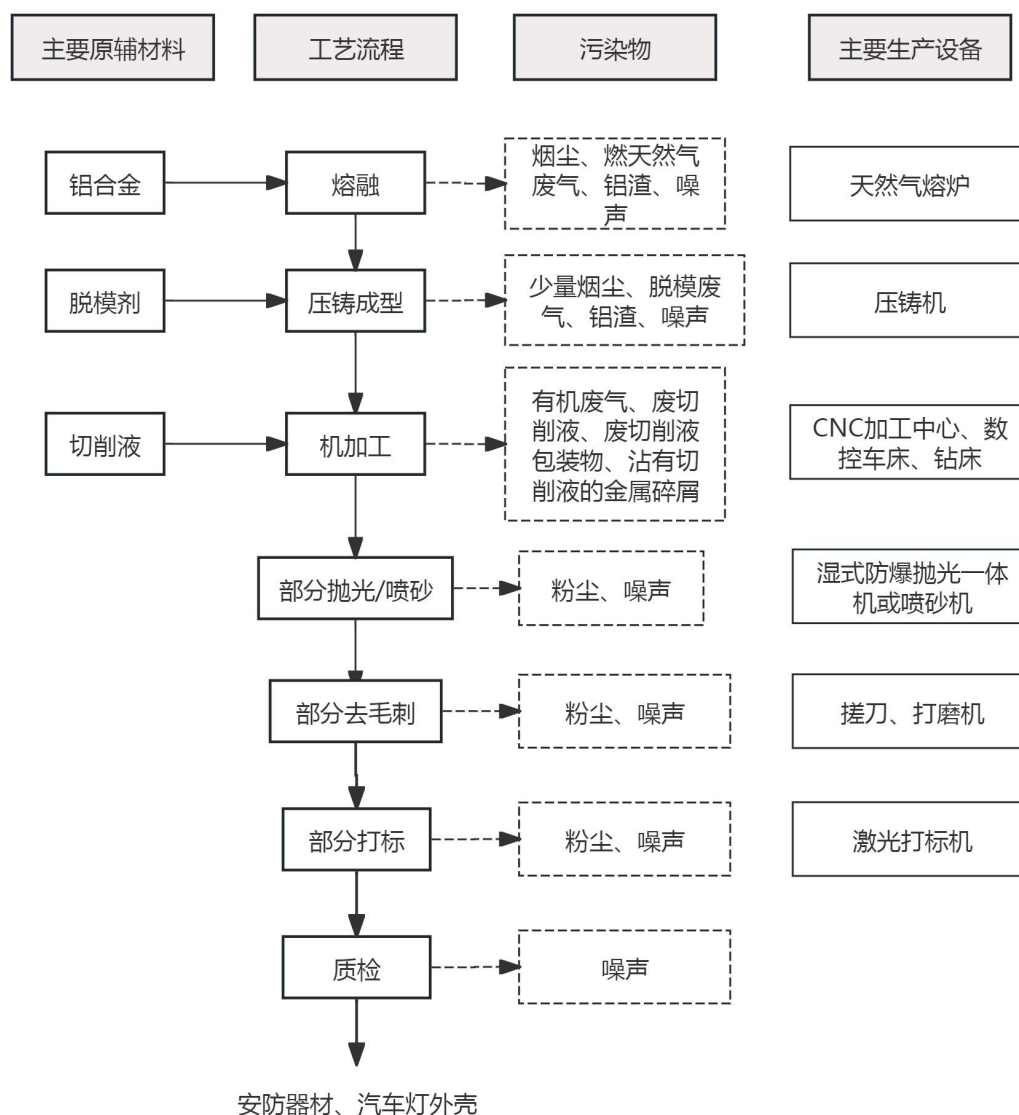 主要原辅材料
工艺流程
污染物
主要生产设备
铝合金
熔融
烟尘、燃天然气
废气、铝渣、噪
声
天然气熔炉
脱模剂
压铸成型
少量烟尘、脱模废
气、铝渣、噪声
压铸机
切削液
机加工
有机废气、废切
削液、废切削液
包装物、沾有切
削液的金属碎屑
CNC加工中心、数
控车床、钻床
部分抛光/喷砂
粉尘、噪声
湿式防爆抛光一体
机或喷砂机
部分去毛刺
粉尘、噪声
搓刀、打磨机
部分打标
粉尘、噪声
激光打标机
质检
噪声
安防器材、汽车灯外壳